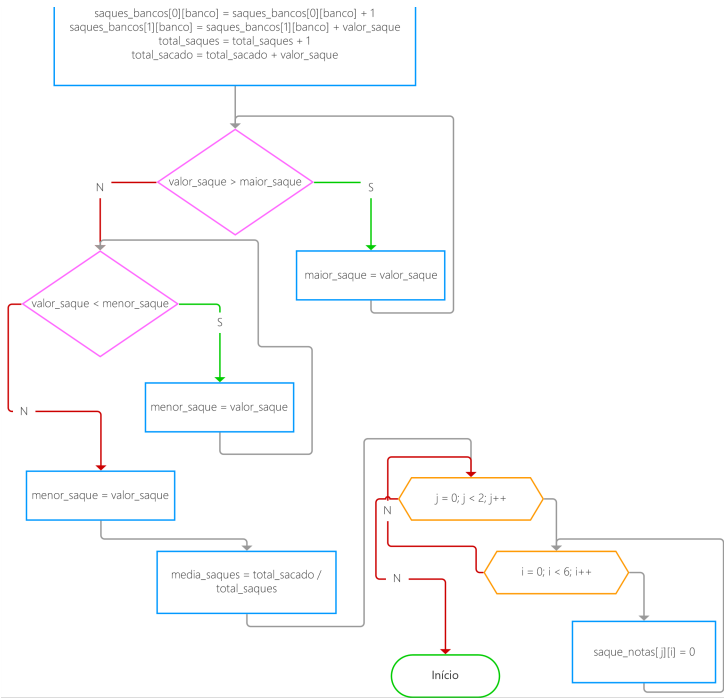 saques_bancos[0][banco] = saques_bancos[0][banco] + 1
saques_bancos[1][banco] = saques_bancos[1][banco] + valor_saque
total_saques = total_saques + 1
total_sacado = total_sacado + valor_saque
valor_saque > maior_saque
N
S
maior_saque = valor_saque
valor_saque < menor_saque
S
menor_saque = valor_saque
N
menor_saque = valor_saque
media_saques = total_sacado /
total_saques
j = 0; j < 2; j++
N
i = 0; i < 6; i++
N
saque_notas[j][i] = 0
Início